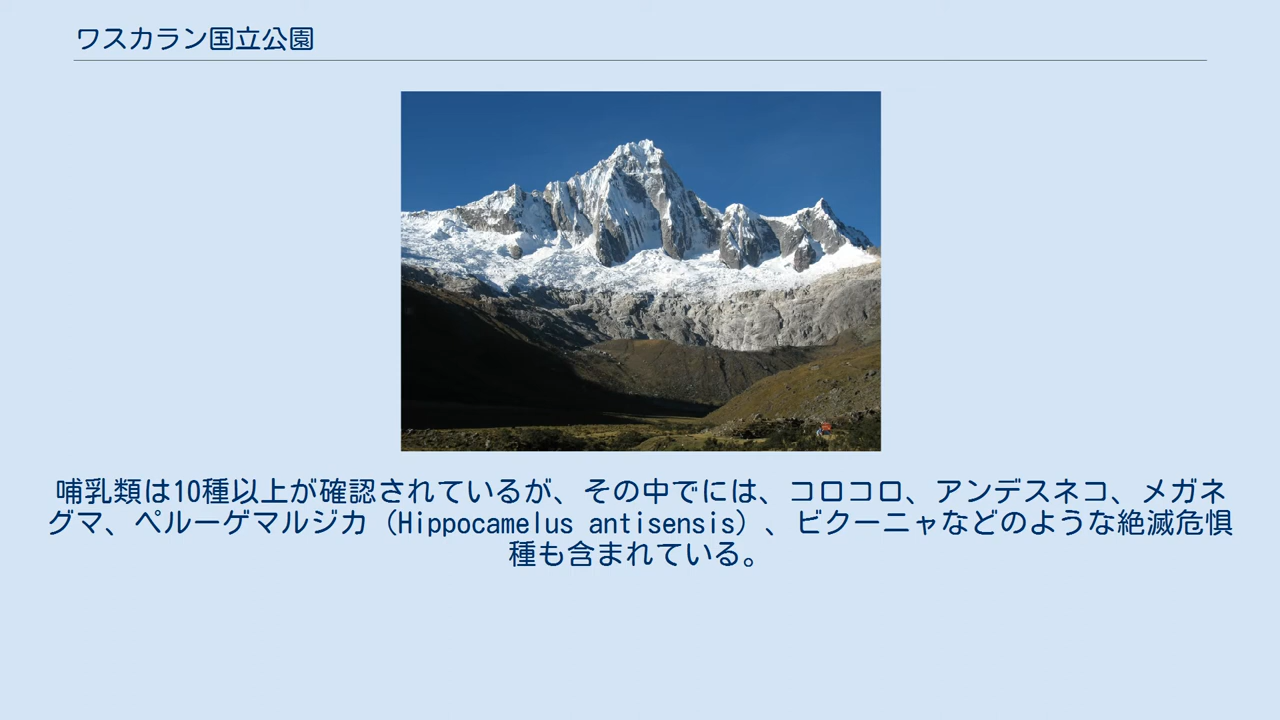 ワスカラン国立公園
哺乳類は10種以上が確認されているが、その中でには、コロコロ、アンデスネコ、メガネ
グマ、ペルーゲマルジカ（Hippocamelus antisensis）、ビクーニャなどのような絶滅危惧
種も含まれている。